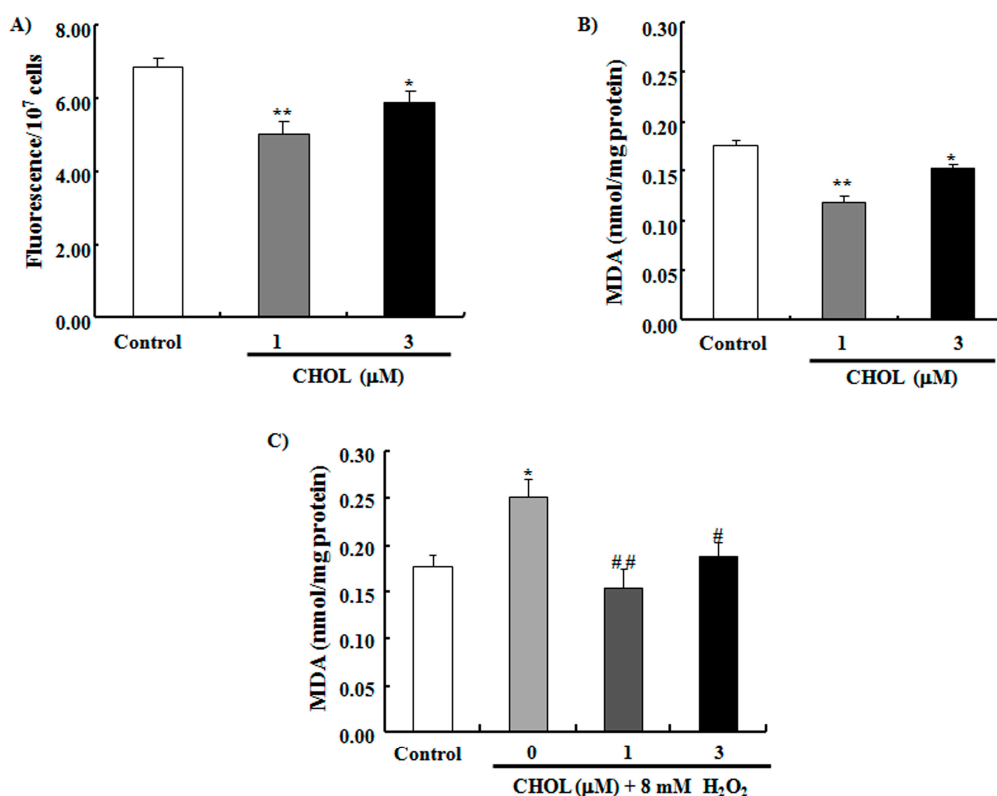 A)
Fluorescence/10⁷ cells
8.00
6.00
4.00
2.00
0.00
**
*
Control
1
3
CHOL (μM)
B)
MDA (nmol/mg protein)
0.30
0.25
0.20
0.15
0.10
0.05
0.00
**
*
Control
1
3
CHOL (μM)
C)
MDA (nmol/mg protein)
0.30
0.25
0.20
0.15
0.10
0.05
0.00
*
##
#
Control
0
1
3
CHOL (μM) + 8 mM H₂O₂